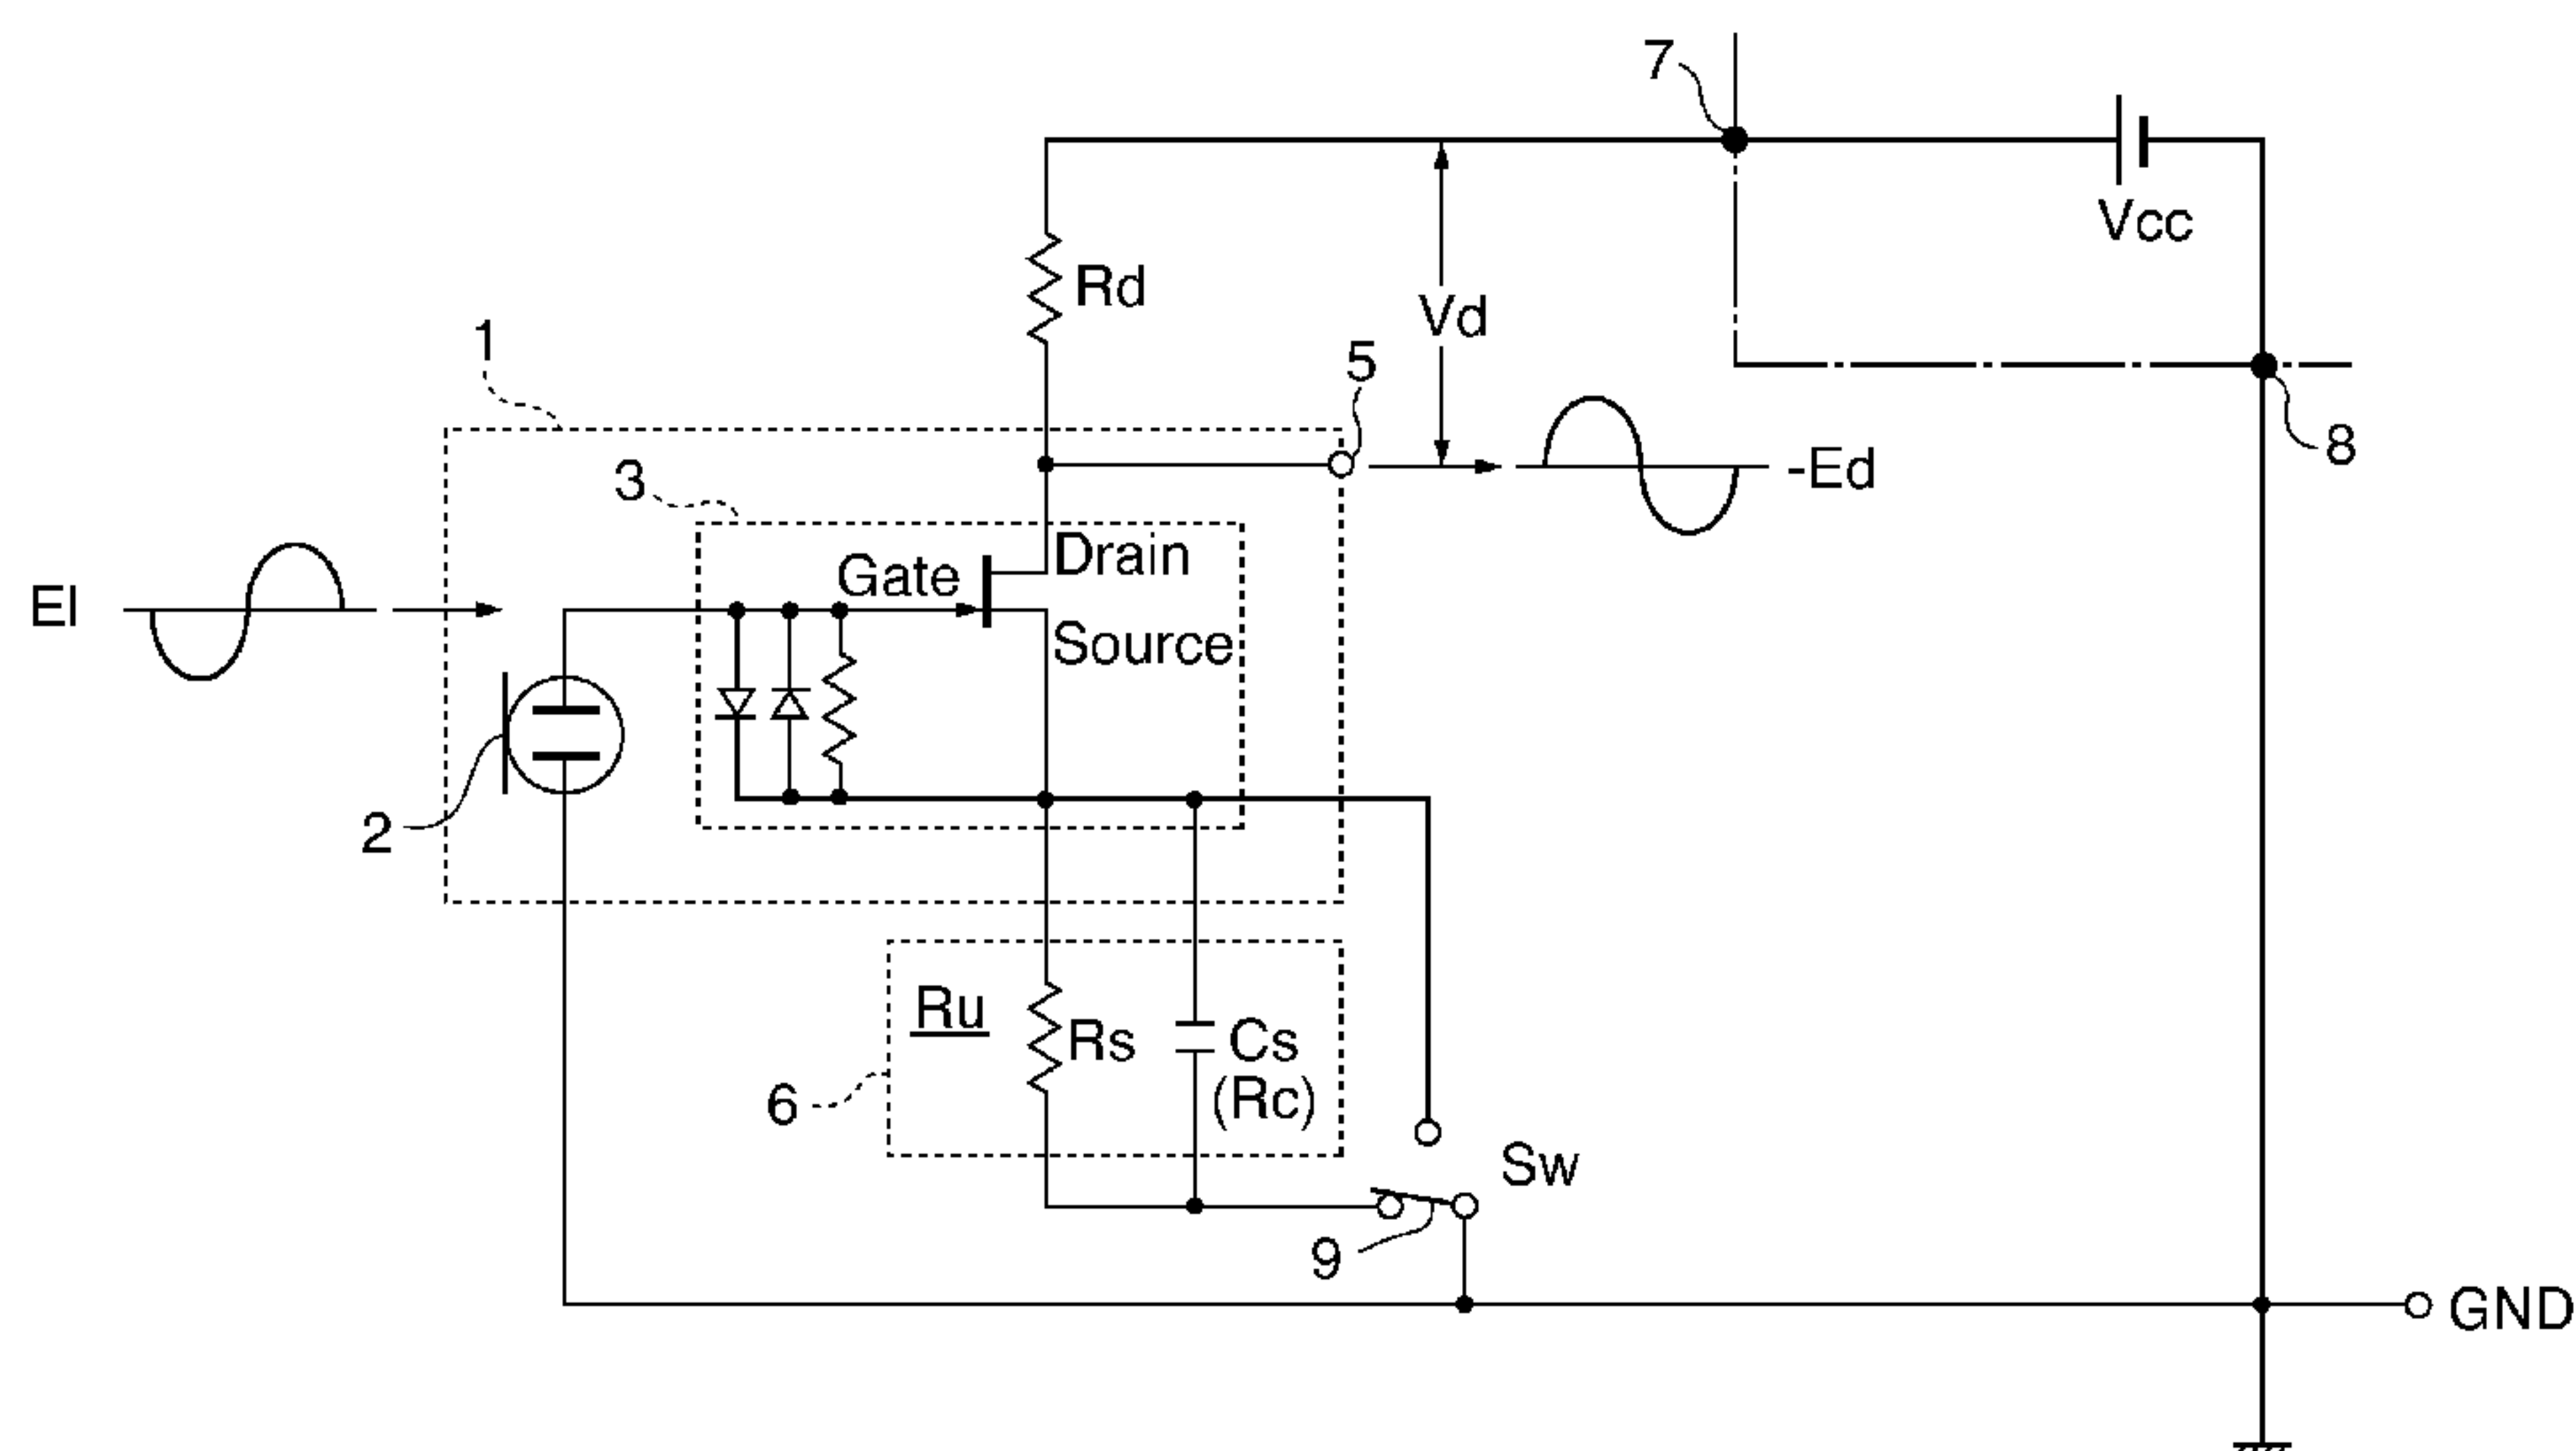 7
Vcc
Rd
Vd
1
5
8
3
-Ed
Drain
Gate
EI
Source
2
Ru
Rs
Cs
(Rc)
6
Sw
9
GND